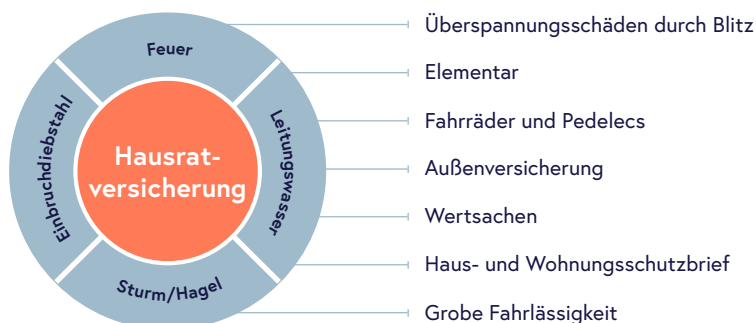 Feuer
Einbruchdiebstahl
Hausrat-
versicherung
Leitungswasser
Sturm/Hagel
Überspannungsschäden durch Blitz
Elementar
Fahrräder und Pedelecs
Außenversicherung
Wertsachen
Haus- und Wohnungsschutzbrief
Grobe Fahrlässigkeit